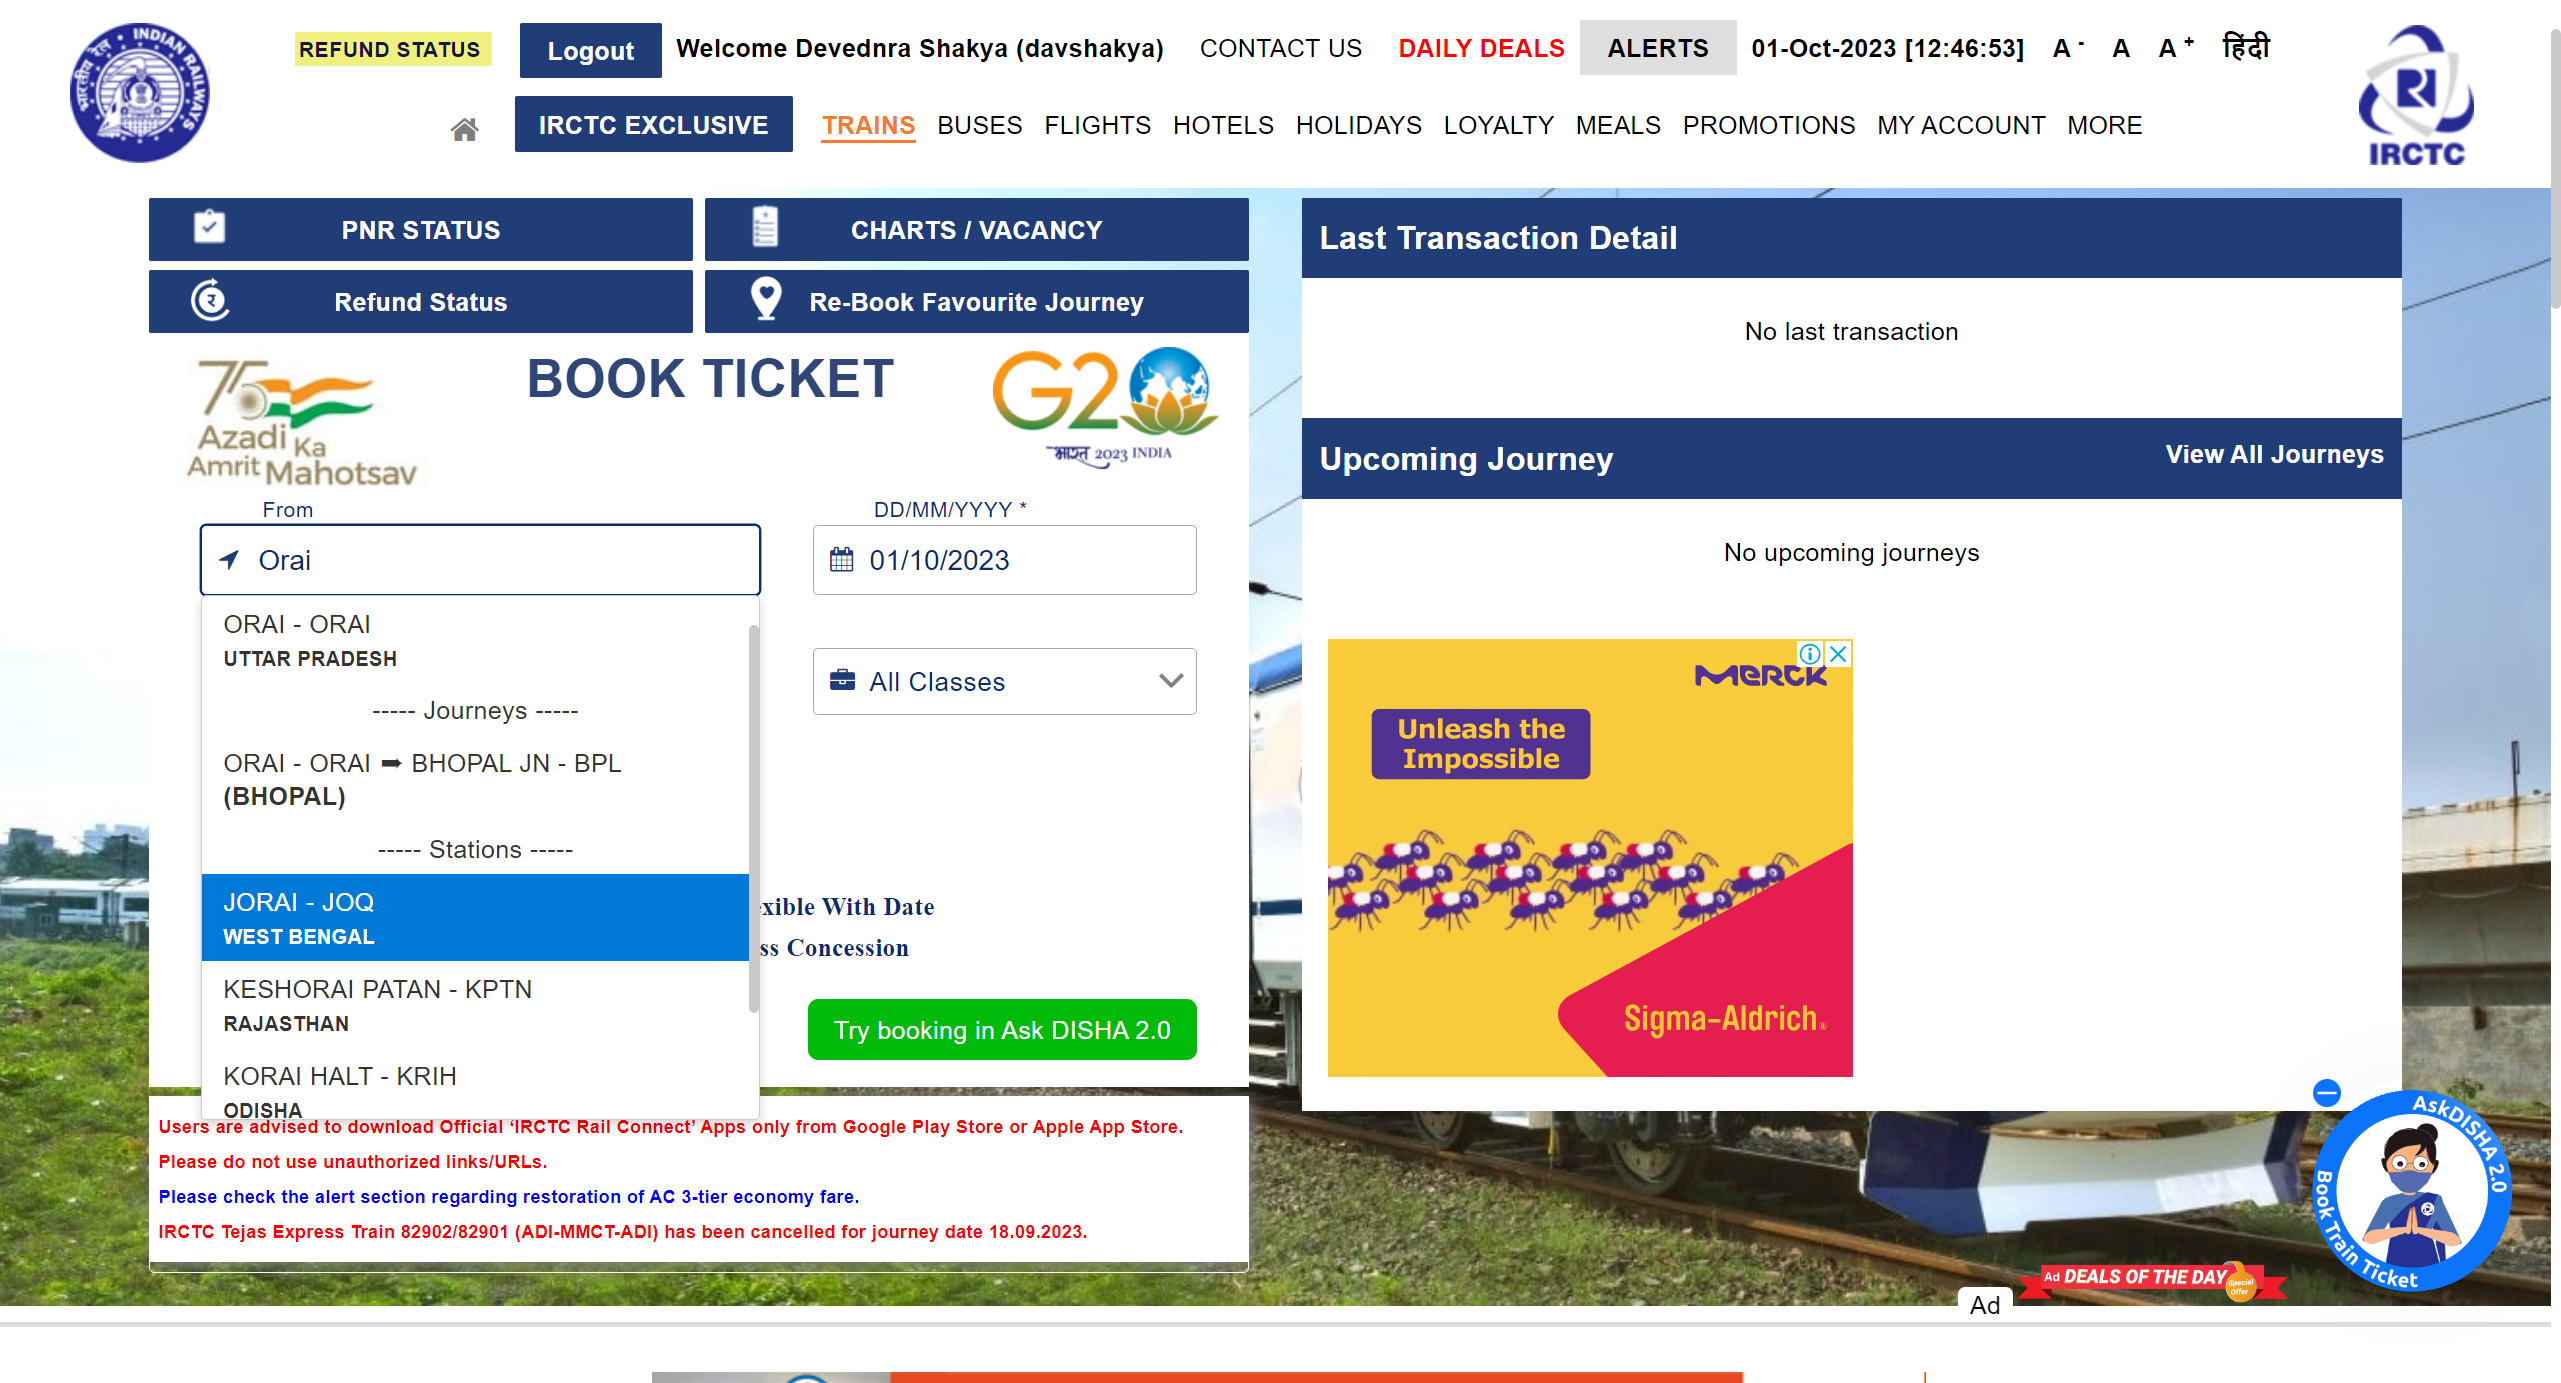 REFUND STATUS
Logout
Welcome Devednra Shakya (davshakya)
CONTACT US
DAILY DEALS
ALERTS
01-Oct-2023 [12:46:53]
A -
A
A +
हिंदी
INDIAN RAILWAYS
भारतीय रेल
IRCTC EXCLUSIVE
TRAINS
BUSES
FLIGHTS
HOTELS
HOLIDAYS
LOYALTY
MEALS
PROMOTIONS
MY ACCOUNT
MORE
IRCTC
PNR STATUS
CHARTS / VACANCY
Refund Status
Re-Book Favourite Journey
75
Azadi Ka
Amrit Mahotsav
BOOK TICKET
G20
भारत 2023 INDIA
From
Orai
DD/MM/YYYY *
01/10/2023
All Classes
ORAI - ORAI
UTTAR PRADESH
----- Journeys -----
ORAI - ORAI ➡ BHOPAL JN - BPL
(BHOPAL)
----- Stations -----
JORAI - JOQ
WEST BENGAL
KESHORAI PATAN - KPTN
RAJASTHAN
KORAI HALT - KRIH
ODISHA
xible With Date
ss Concession
Try booking in Ask DISHA 2.0
Users are advised to download Official ‘IRCTC Rail Connect’ Apps only from Google Play Store or Apple App Store.
Please do not use unauthorized links/URLs.
Please check the alert section regarding restoration of AC 3-tier economy fare.
IRCTC Tejas Express Train 82902/82901 (ADI-MMCT-ADI) has been cancelled for journey date 18.09.2023.
Last Transaction Detail
No last transaction
Upcoming Journey
View All Journeys
No upcoming journeys
MERCK
Unleash the
Impossible
Sigma-Aldrich®
AskDISHA 2.0
Book Train Ticket
Ad DEALS OF THE DAY
Special
Offer
Ad